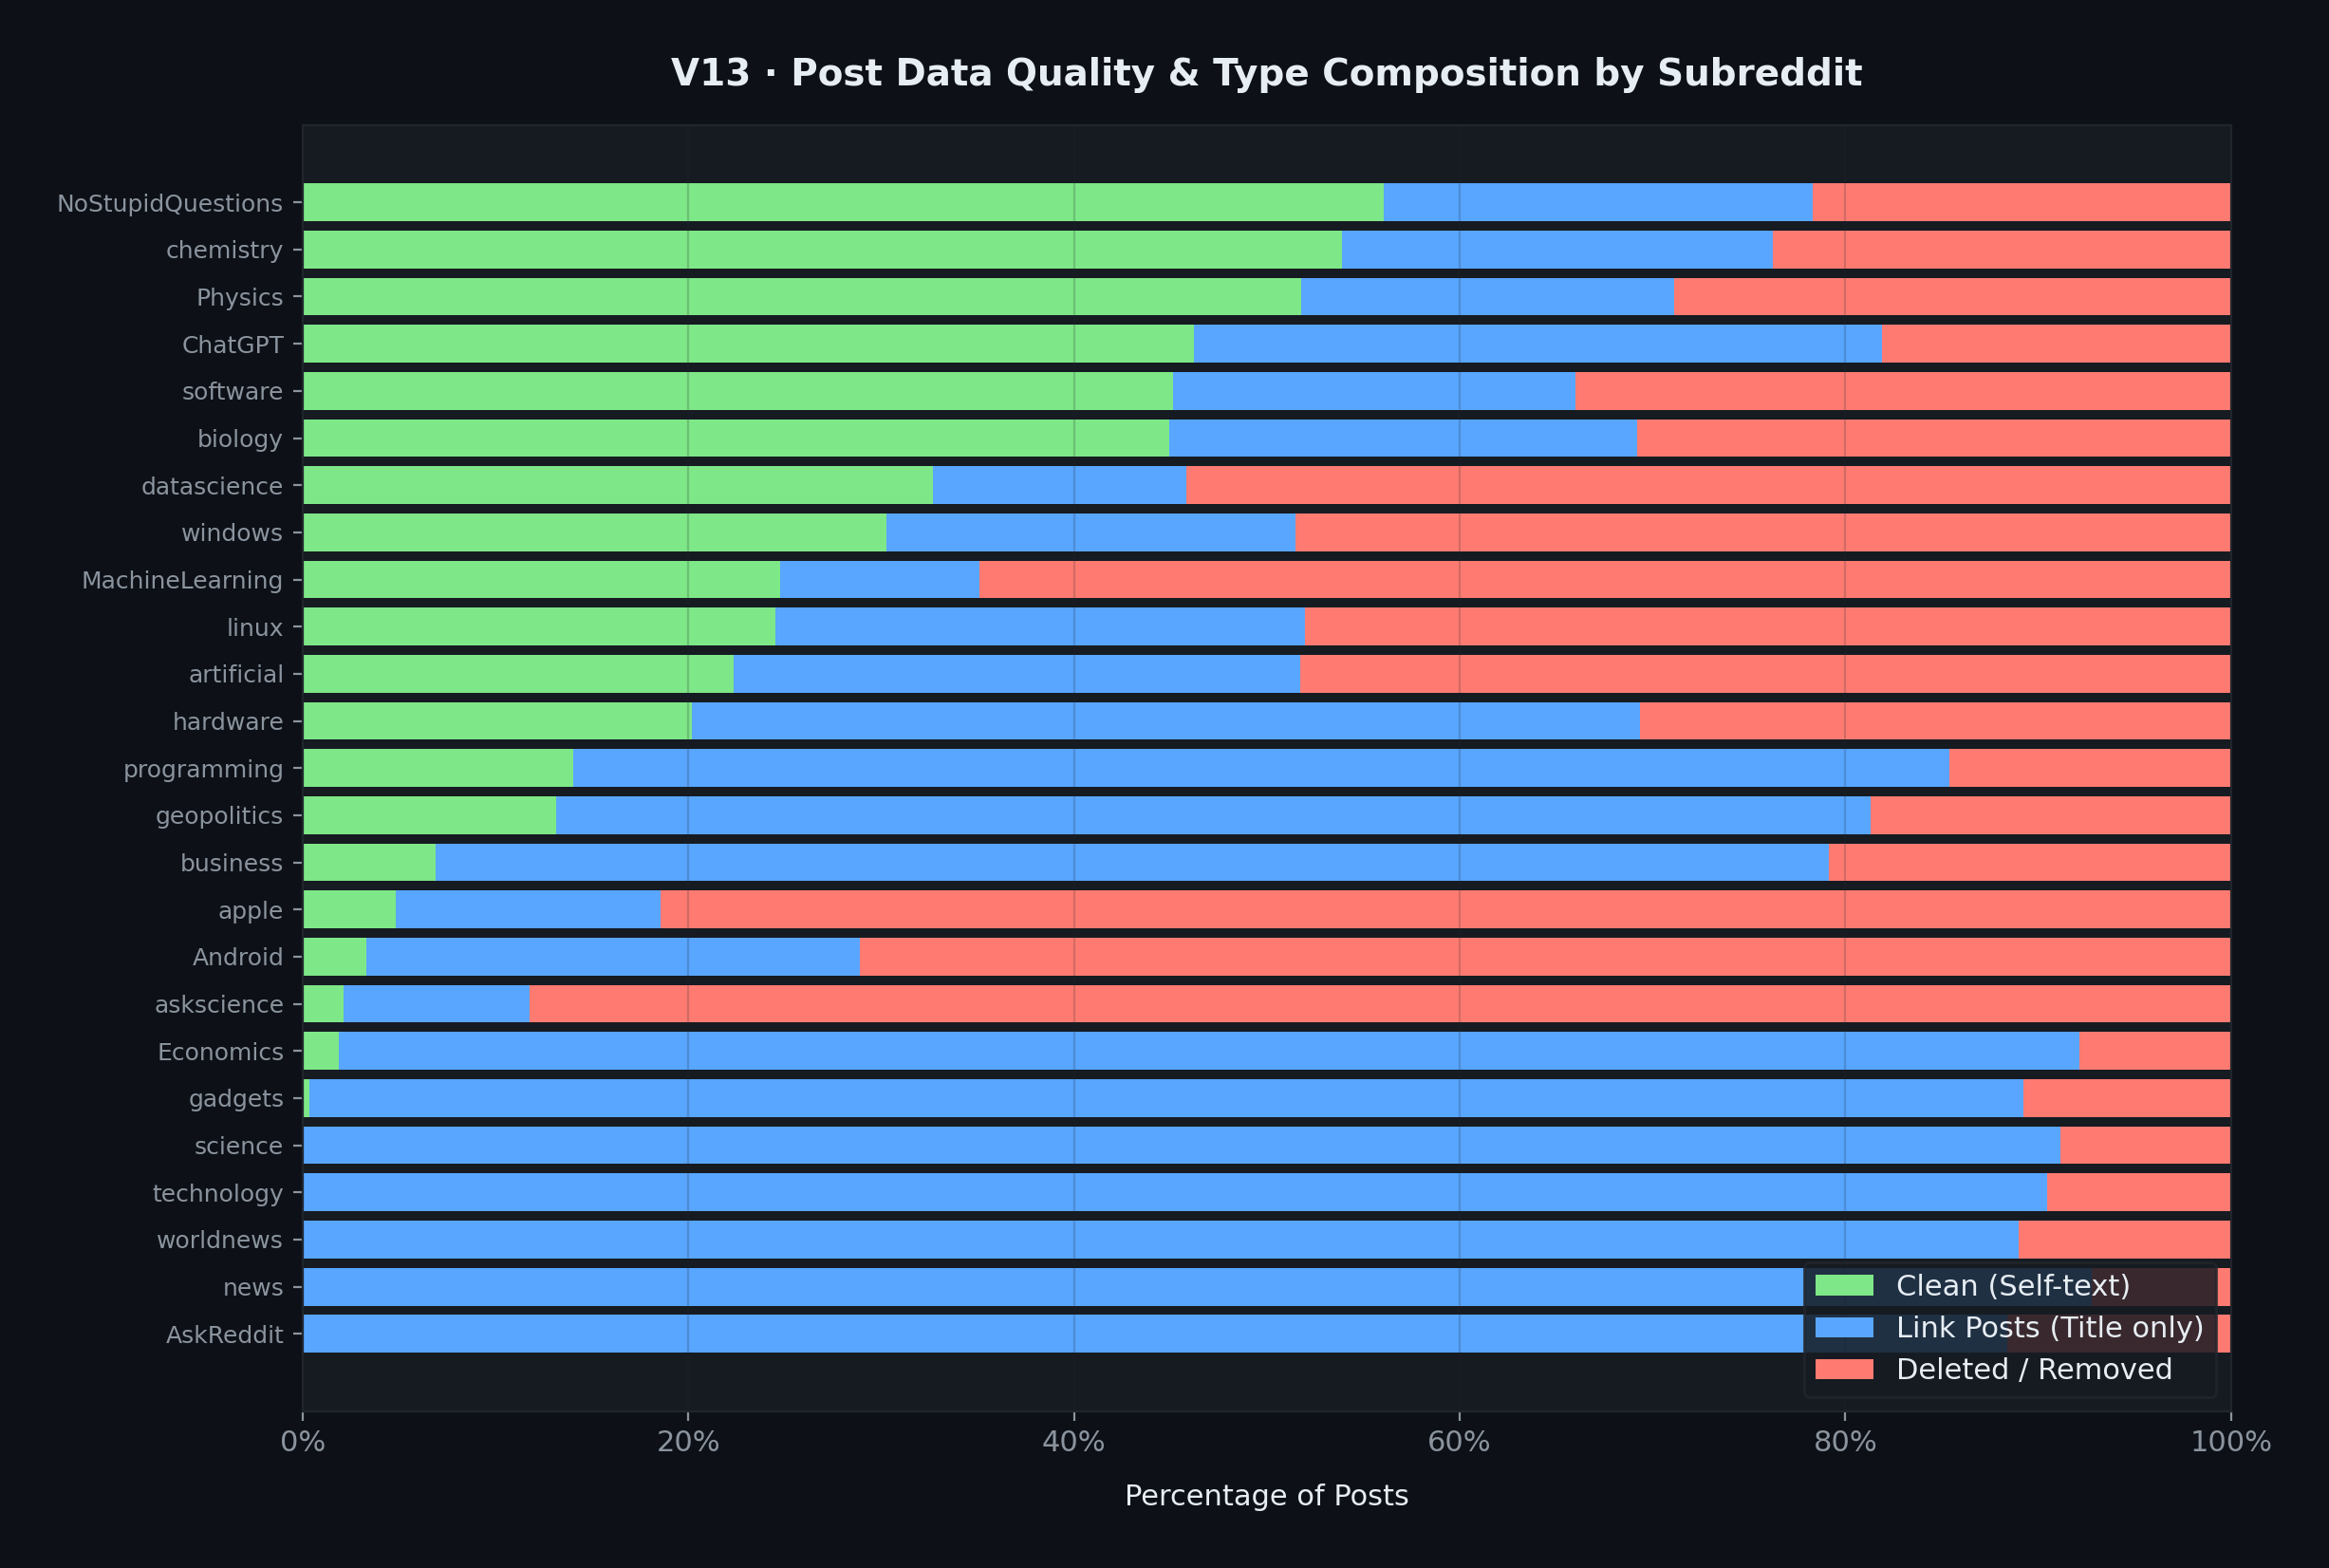 V13 · Post Data Quality & Type Composition by Subreddit
NoStupidQuestions
chemistry
Physics
ChatGPT
software
biology
datascience
windows
MachineLearning
linux
artificial
hardware
programming
geopolitics
business
apple
Android
askscience
Economics
gadgets
science
technology
worldnews
news
AskReddit
Clean (Self-text)
Link Posts (Title only)
Deleted / Removed
0% 20% 40% 60% 80% 100%
Percentage of Posts